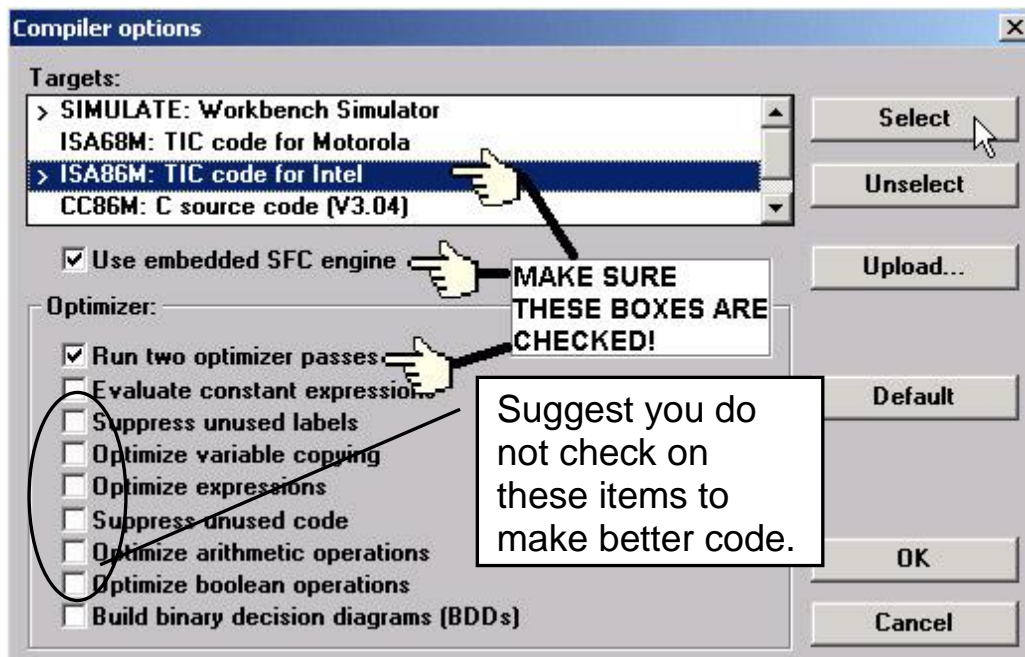 Compiler options
Targets:
> SIMULATE: Workbench Simulator
ISA68M: TIC code for Motorola
> ISA86M: TIC code for Intel
CC86M: C source code (V3.04)
Select
Unselect
Upload...
Use embedded SFC engine
MAKE SURE
THESE BOXES ARE
CHECKED!
Optimizer:
Run two optimizer passes
Evaluate constant expressions
Suppress unused labels
Optimize variable copying
Optimize expressions
Suppress unused code
Optimize arithmetic operations
Optimize boolean operations
Build binary decision diagrams (BDDs)
Suggest you do
not check on
these items to
make better code.
Default
OK
Cancel